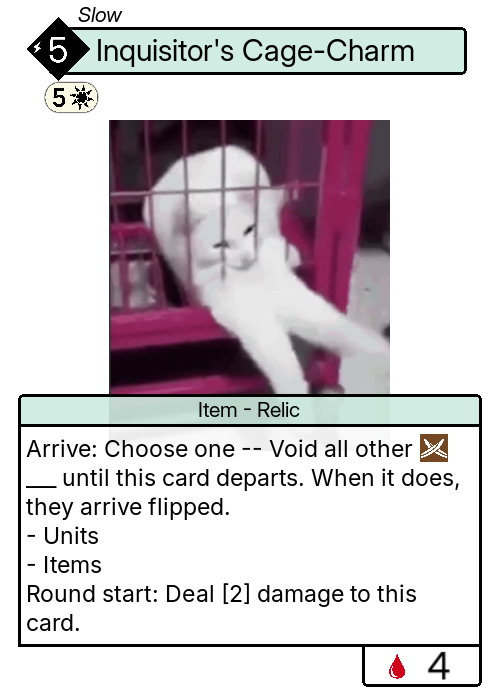 Slow
5 Inquisitor's Cage-Charm
5
Item - Relic
Arrive: Choose one -- Void all other
___ until this card departs. When it does,
they arrive flipped.
- Units
- Items
Round start: Deal [2] damage to this
card.
4